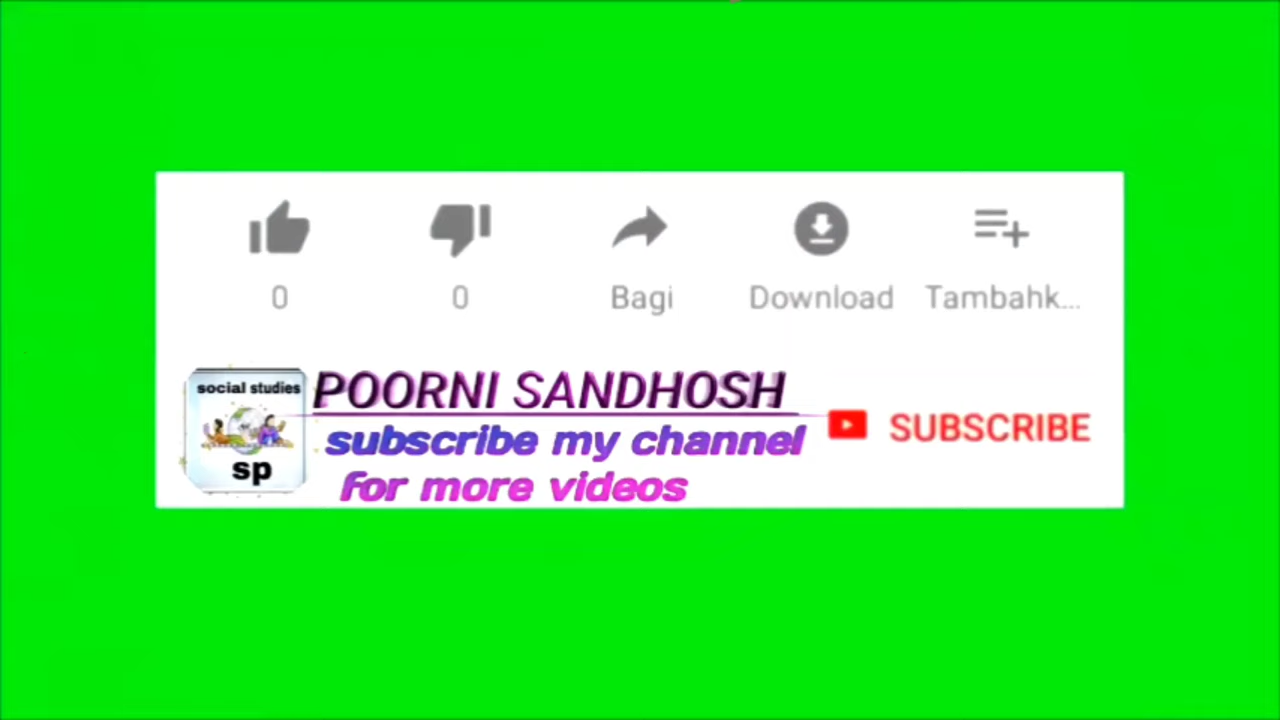 0 0 Bagi Download Tambahk...
social studies
sp
POORNI SANDHOSH
subscribe my channel
for more videos
SUBSCRIBE